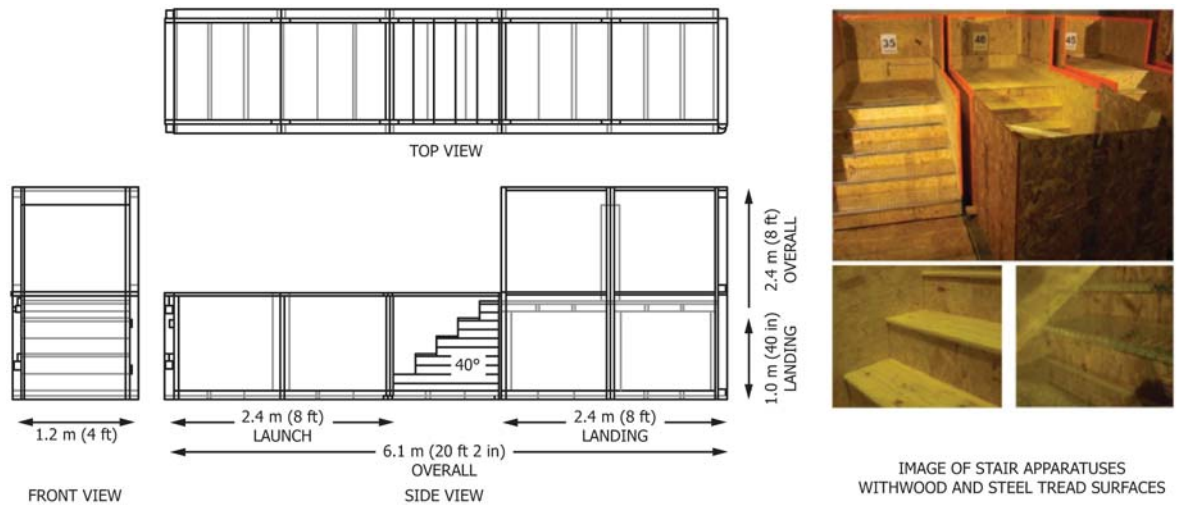 TOP VIEW
35
46
45
2.4 m (8 ft)
OVERALL
1.0 m (40 in)
LANDING
40°
1.2 m (4 ft)
2.4 m (8 ft)
LAUNCH
2.4 m (8 ft)
LANDING
6.1 m (20 ft 2 in)
OVERALL
FRONT VIEW
SIDE VIEW
IMAGE OF STAIR APPARATUSES
WITHWOOD AND STEEL TREAD SURFACES